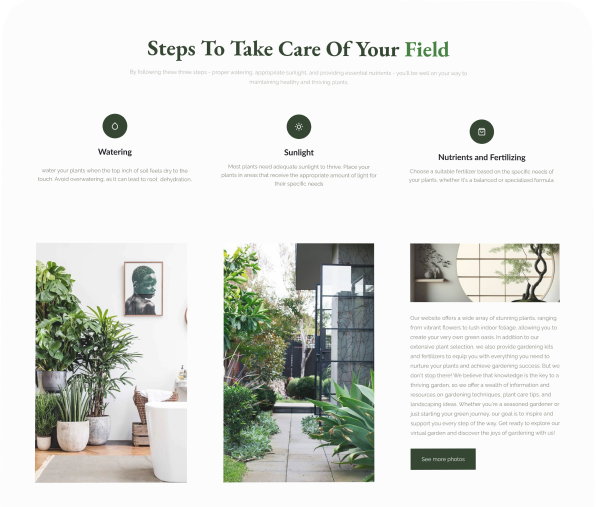 Steps To Take Care Of Your Field
By following these three steps - proper watering, appropriate sunlight, and providing essential nutrients - you'll be well on your way to
maintaining healthy and thriving plants.
Watering
water your plants when the top inch of soil feels dry to the
touch. Avoid overwatering, as it can lead to root dehydration.
Sunlight
Most plants need adequate sunlight to thrive. Place your
plants in areas that receive the appropriate amount of light for
their specific needs
Nutrients and Fertilizing
Choose a suitable fertilizer based on the specific needs of
your plants, whether it's a balanced or specialized formula.
Our website offers a wide array of stunning plants, ranging
from vibrant flowers to lush indoor foliage, allowing you to
create your very own green oasis. In addition to our
extensive plant selection, we also provide gardening kits
and fertilizers to equip you with everything you need to
nurture your plants and achieve gardening success. But we
don't stop there! We believe that knowledge is the key to a
thriving garden, so we offer a wealth of information and
resources on gardening techniques, plant care tips, and
landscaping ideas. Whether you're a seasoned gardener or
just starting your green journey, our goal is to inspire and
support you every step of the way. Get ready to explore our
virtual garden and discover the joys of gardening with us!
See more photos